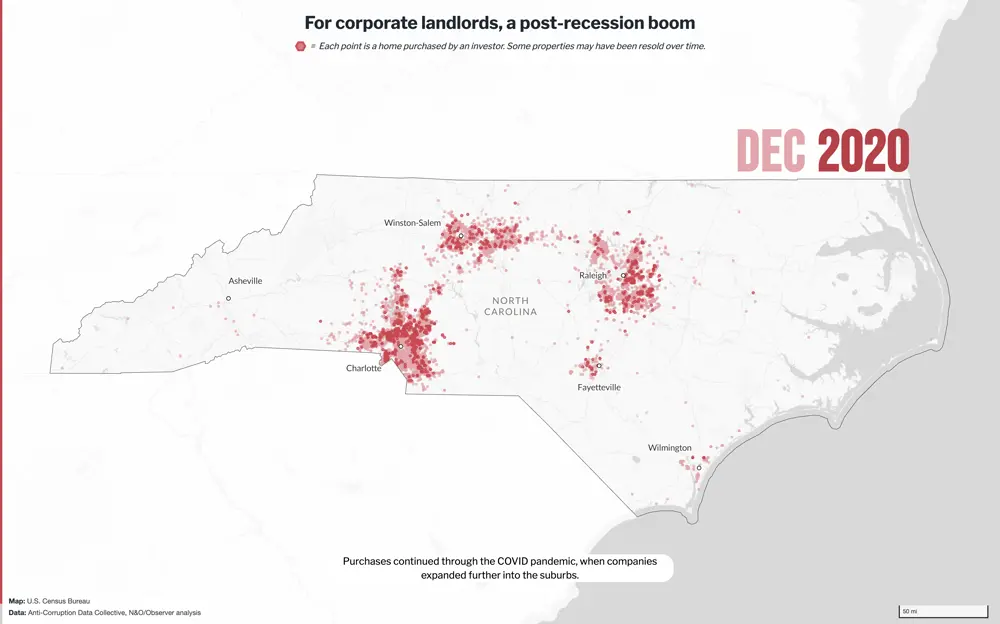 For corporate landlords, a post-recession boom
= Each point is a home purchased by an investor. Some properties may have been resold over time.
DEC 2020
Winston-Salem
Raleigh
Asheville
NORTH
CAROLINA
Charlotte
Fayetteville
Wilmington
Purchases continued through the COVID pandemic, when companies
expanded further into the suburbs.
Map: U.S. Census Bureau
Data: Anti-Corruption Data Collective, N&O/Observer analysis
50 mi